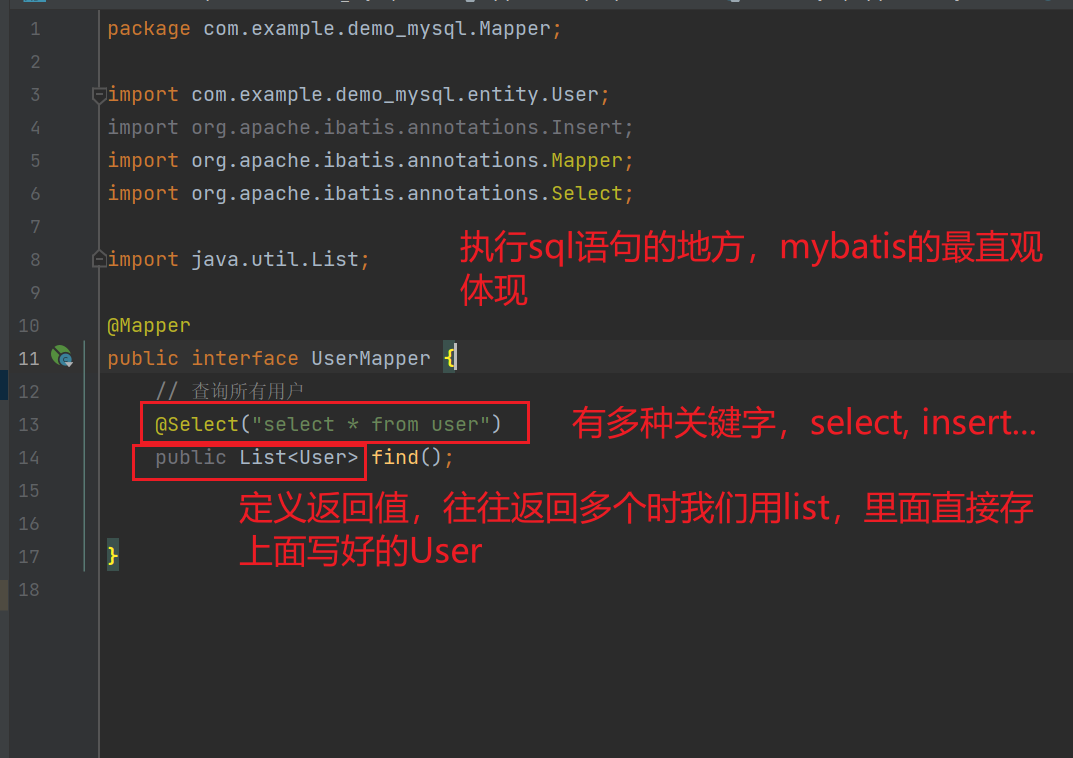 1 package com.example.demo_mysql.Mapper;
2
3 import com.example.demo_mysql.entity.User;
4 import org.apache.ibatis.annotations.Insert;
5 import org.apache.ibatis.annotations.Mapper;
6 import org.apache.ibatis.annotations.Select;
7
8 import java.util.List;
执行sql语句的地方，mybatis的最直观
体现
9
10 @Mapper
11 public interface UserMapper {
12 // 查询所有用户
13 @Select("select * from user")
有多种关键字，select, insert...
14 public List<User> find();
15
定义返回值，往往返回多个时我们用list，里面直接存
上面写好的User
16
17 }
18